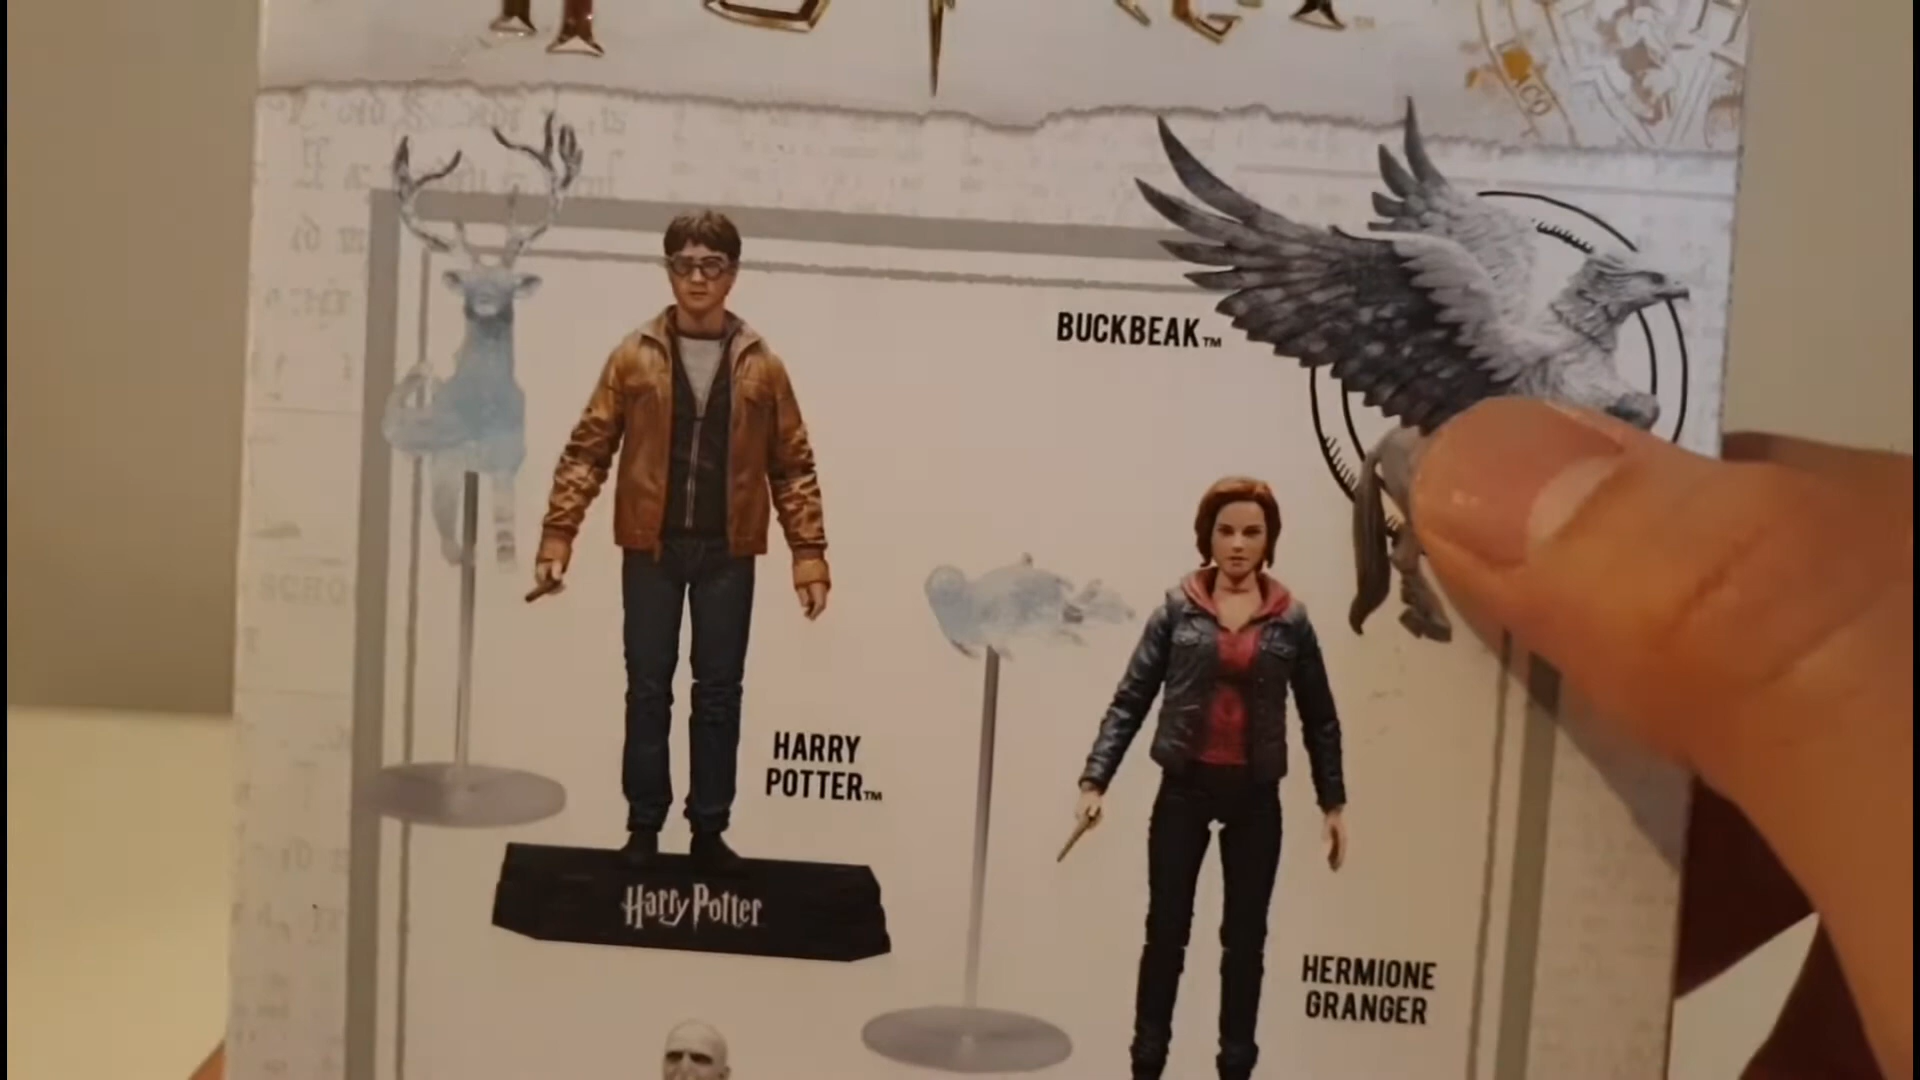 BUCKBEAK™
HARRY
POTTER™
Harry Potter
HERMIONE
GRANGER